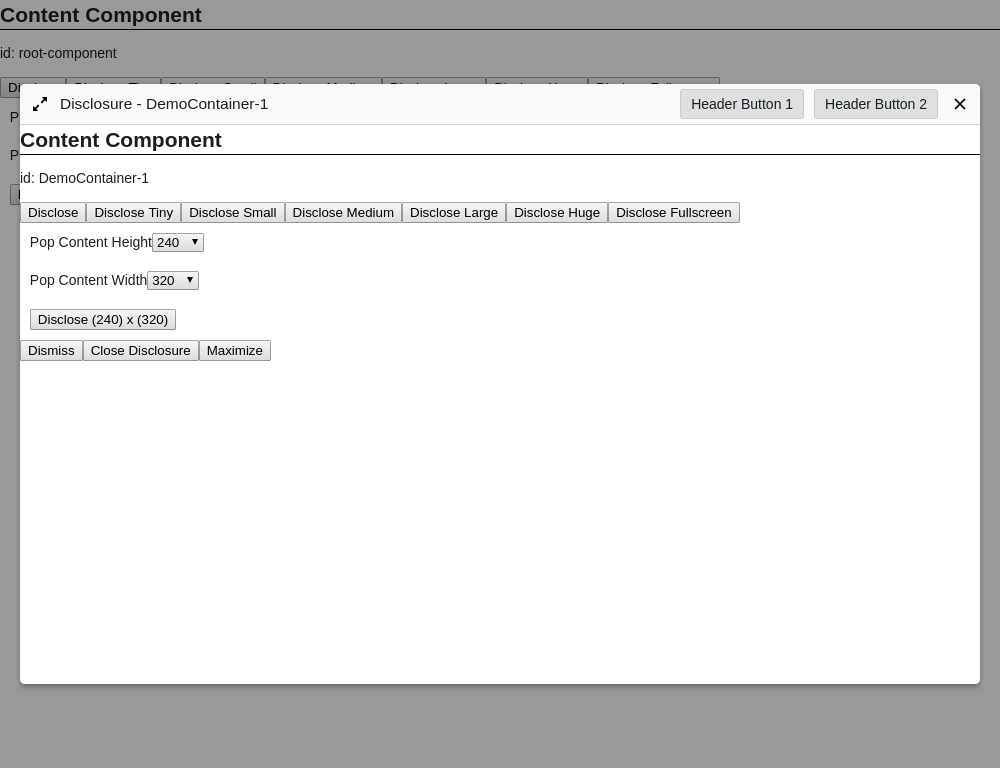 Content Component
id: root-component
Disclosure - DemoContainer-1 Header Button 1 Header Button 2
Content Component
id: DemoContainer-1
Disclose Disclose Tiny Disclose Small Disclose Medium Disclose Large Disclose Huge Disclose Fullscreen
Pop Content Height 240
Pop Content Width 320
Disclose (240) x (320)
Dismiss Close Disclosure Maximize